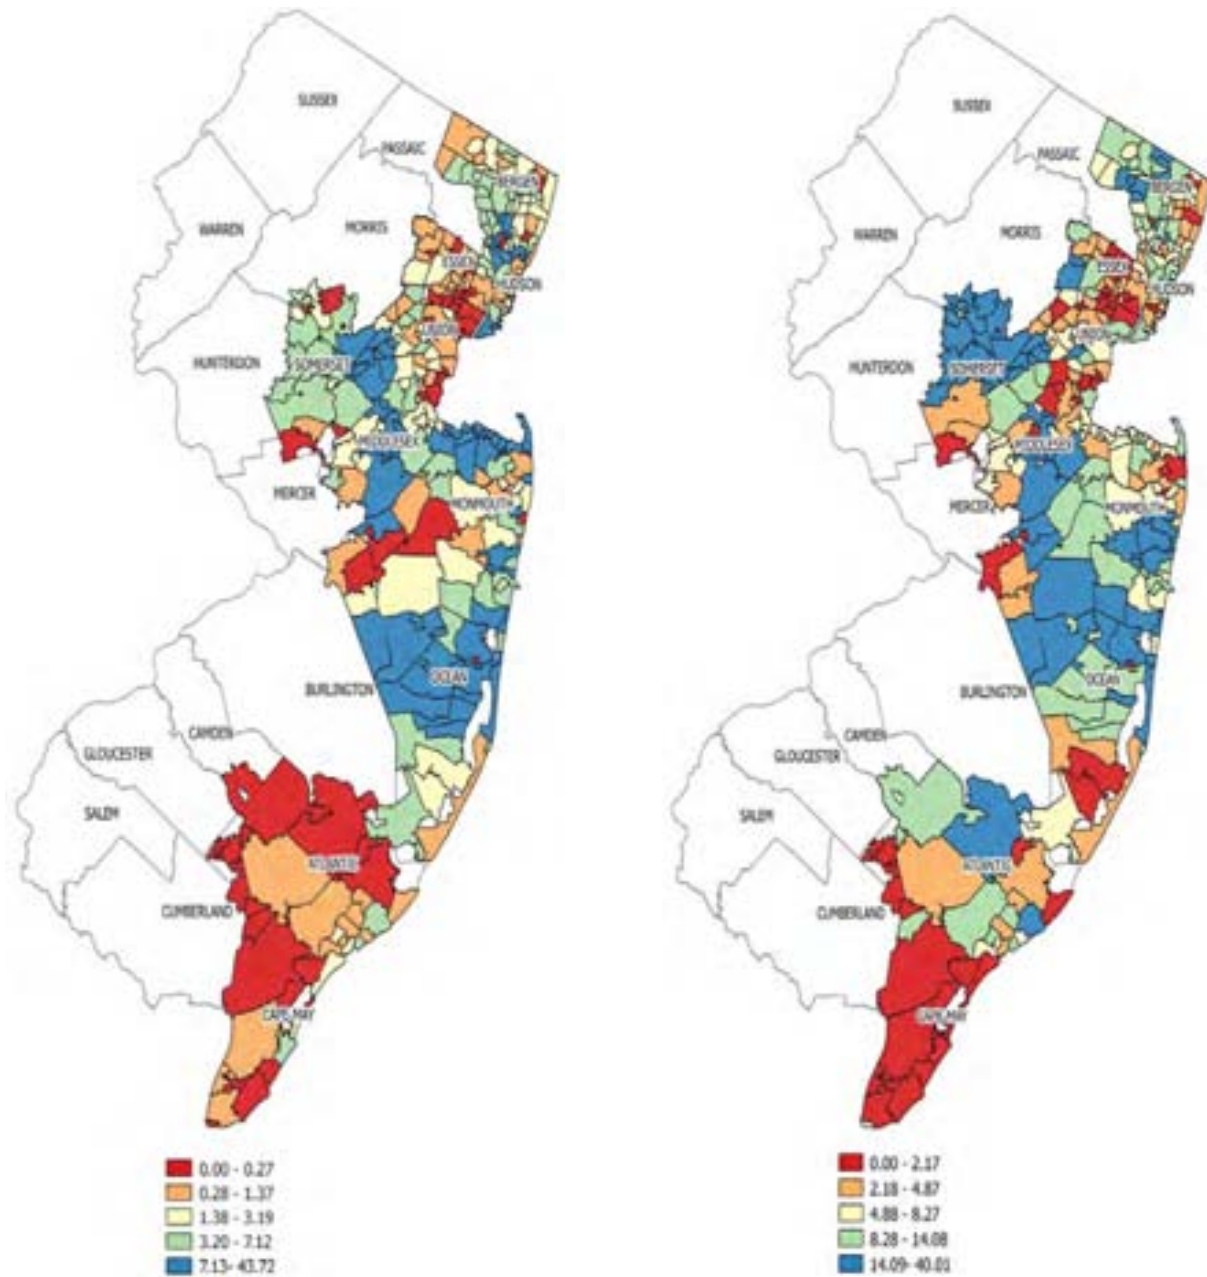 SUSSEX
PASSAIC
BERGEN
WARREN
MORRIS
ESSEX
HUDSON
UNION
HUNTERDON
SOMERSET
MIDDLESEX
MERCER
MONMOUTH
OCEAN
BURLINGTON
CAMDEN
GLOUCESTER
SALEM
ATLANTIC
CUMBERLAND
CAPE MAY
0.00 - 0.27
0.28 - 1.37
1.38 - 3.19
3.20 - 7.12
7.13- 43.72
SUSSEX
PASSAIC
BERGEN
WARREN
MORRIS
ESSEX
HUDSON
UNION
HUNTERDON
SOMERSET
MIDDLESEX
MERCER
MONMOUTH
OCEAN
BURLINGTON
CAMDEN
GLOUCESTER
SALEM
ATLANTIC
CUMBERLAND
CAPE MAY
0.00 - 2.17
2.18 - 4.87
4.88 - 8.27
8.28 - 14.08
14.09- 40.01